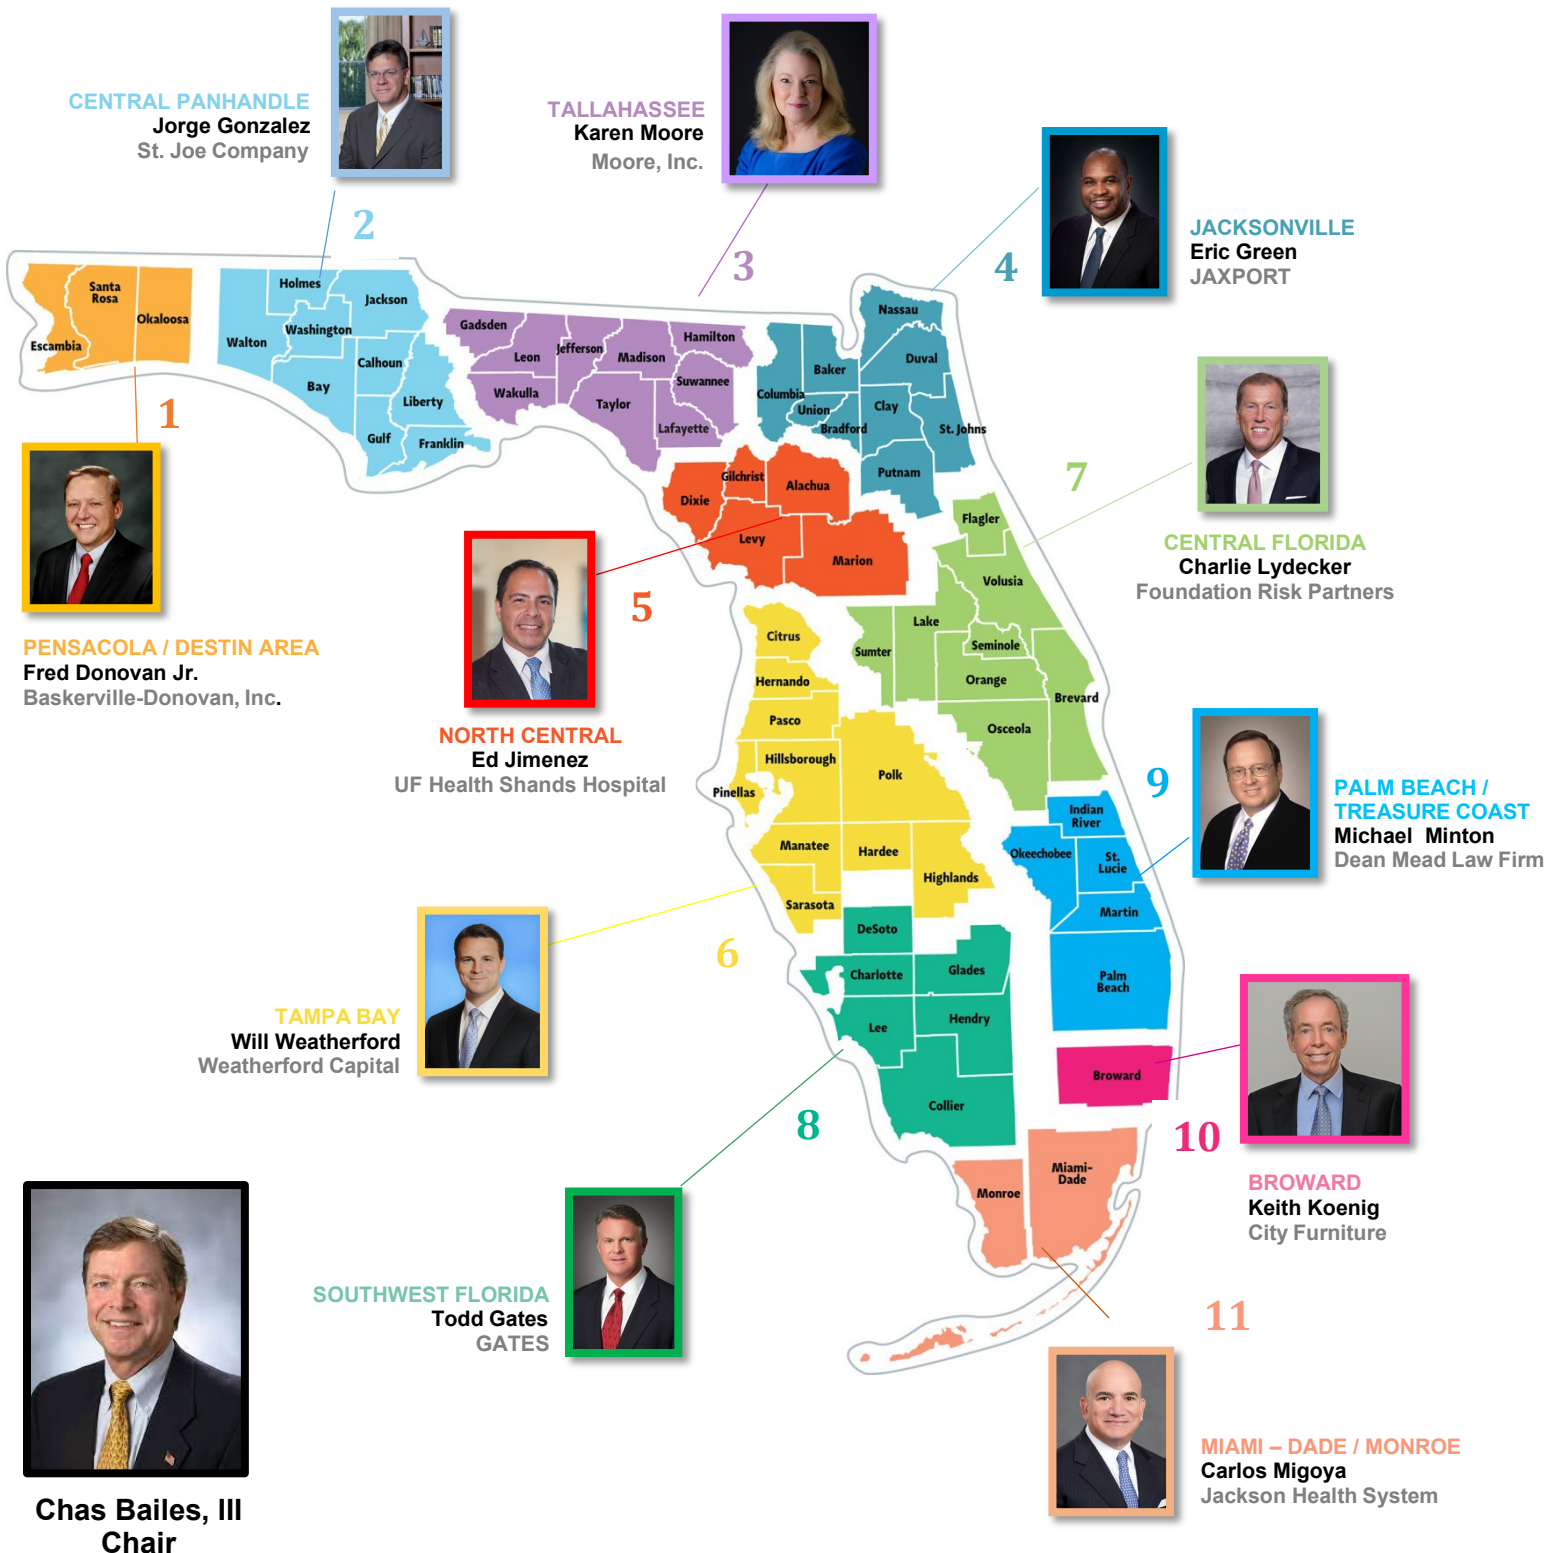 CENTRAL PANHANDLE
Jorge Gonzalez
St. Joe Company
2
TALLAHASSEE
Karen Moore
Moore, Inc.
3
4
JACKSONVILLE
Eric Green
JAXPORT
Escambia
Santa
Rosa
Okaloosa
Walton
Holmes
Washington
Jackson
Bay
Calhoun
Liberty
Gulf
Franklin
Gadsden
Leon
Wakulla
Jefferson
Madison
Taylor
Hamilton
Suwannee
Lafayette
Columbia
Baker
Union
Bradford
Nassau
Duval
Clay
St. Johns
Putnam
1
PENSACOLA / DESTIN AREA
Fred Donovan Jr.
Baskerville-Donovan, Inc.
Dixie
Gilchrist
Alachua
Levy
Marion
5
NORTH CENTRAL
Ed Jimenez
UF Health Shands Hospital
7
CENTRAL FLORIDA
Charlie Lydecker
Foundation Risk Partners
Flagler
Volusia
Lake
Sumter
Seminole
Orange
Brevard
Osceola
Citrus
Hernando
Pasco
Hillsborough
Pinellas
Polk
Manatee
Hardee
Highlands
Sarasota
6
TAMPA BAY
Will Weatherford
Weatherford Capital
9
PALM BEACH /
TREASURE COAST
Michael  Minton
Dean Mead Law Firm
Indian
River
Okeechobee
St.
Lucie
Martin
Palm
Beach
DeSoto
Charlotte
Glades
Lee
Hendry
Collier
8
SOUTHWEST FLORIDA
Todd Gates
GATES
Broward
10
BROWARD
Keith Koenig
City Furniture
Monroe
Miami-
Dade
11
MIAMI – DADE / MONROE
Carlos Migoya
Jackson Health System
Chas Bailes, III
Chair